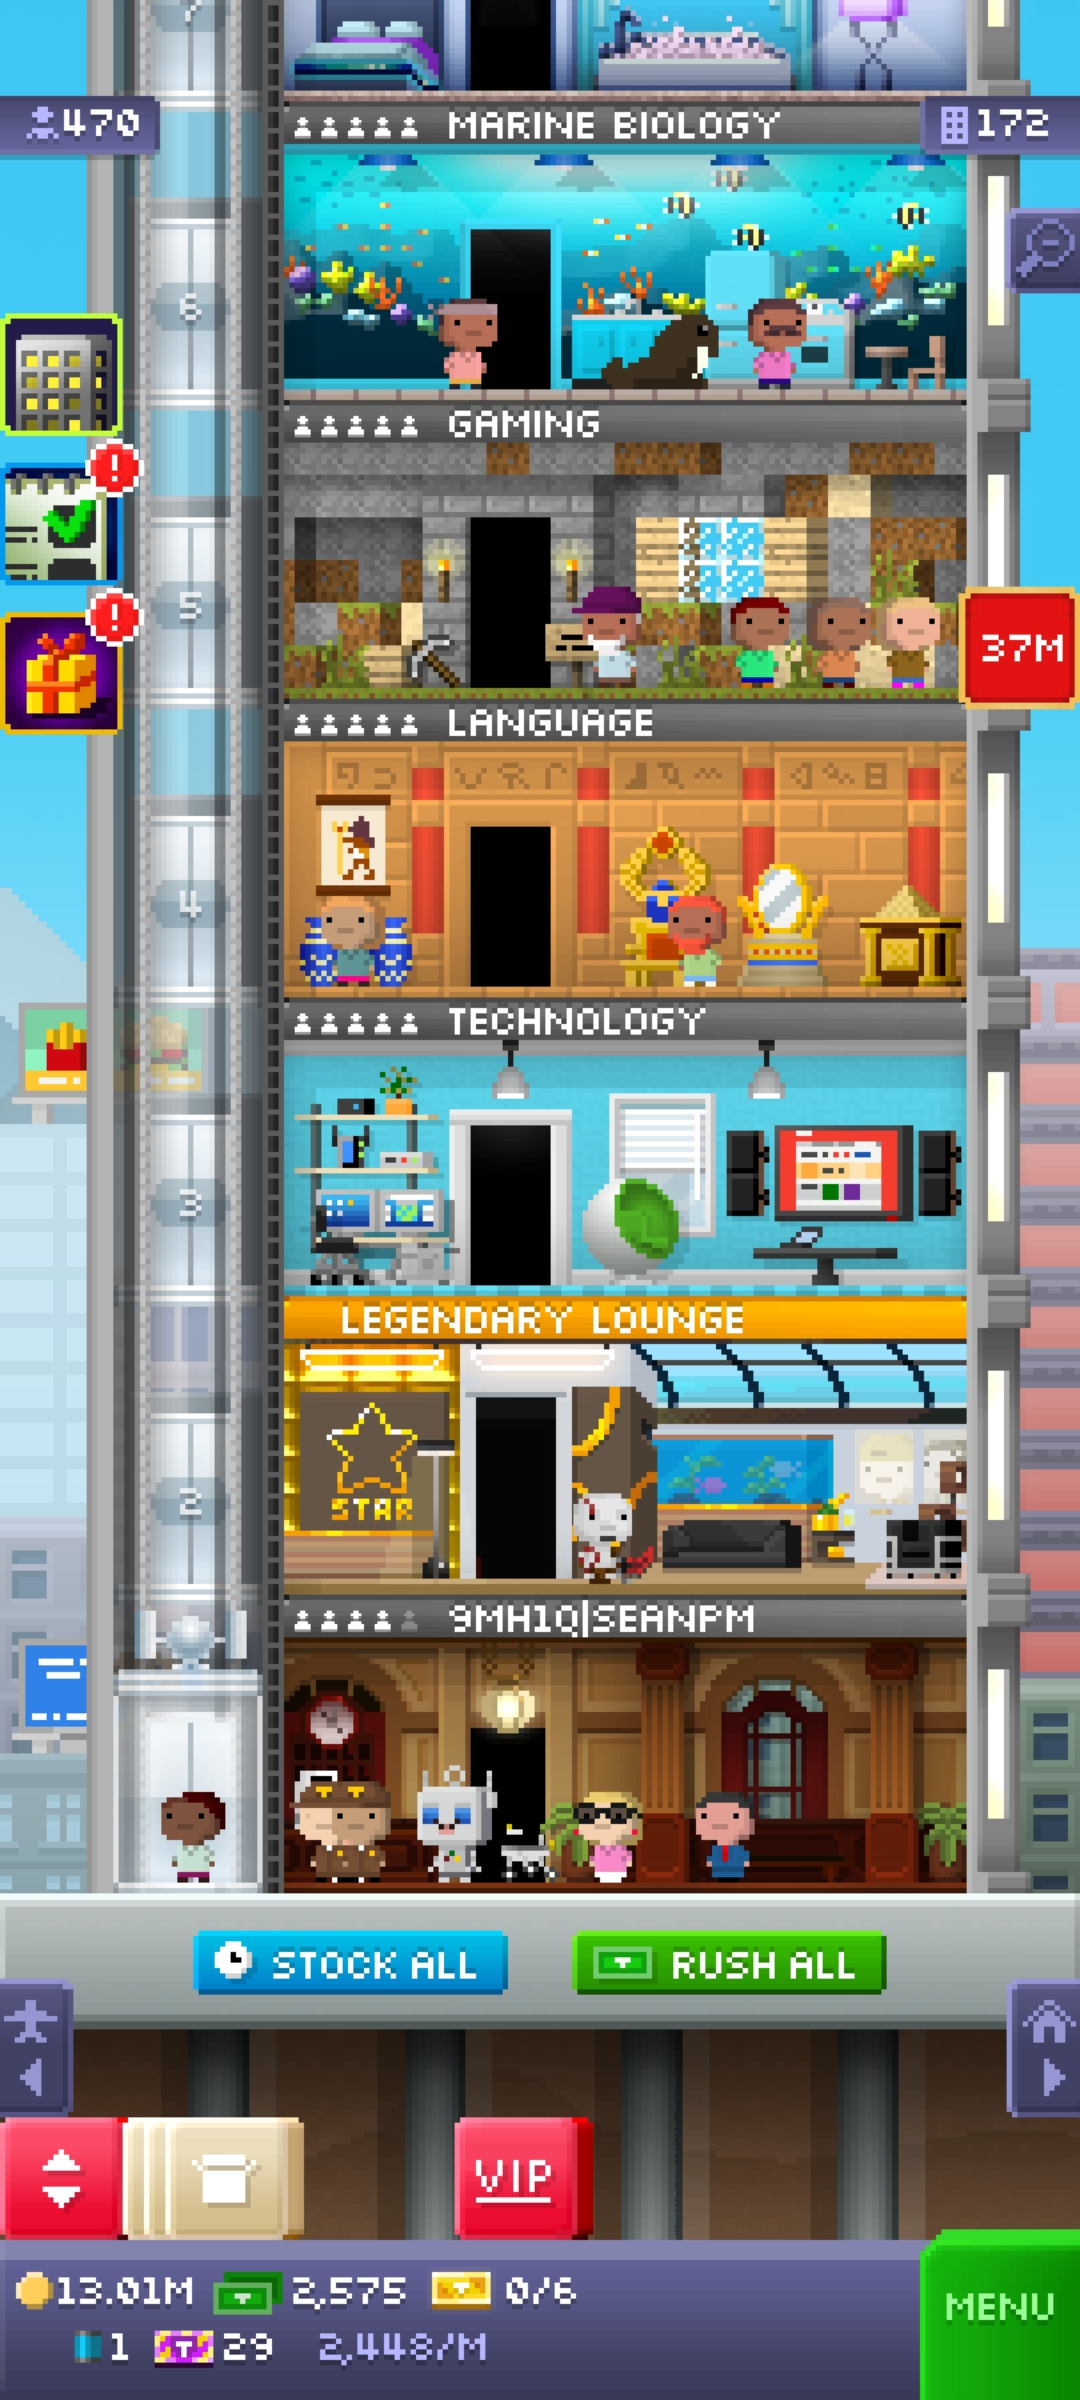 7
470
MARINE BIOLOGY
172
6
GAMING
5
37M
LANGUAGE
4
TECHNOLOGY
3
LEGENDARY LOUNGE
STAR
2
9MH1Q|SEANPM
STOCK ALL
RUSH ALL
VIP
13.01M 2,575 0/6
1 29 2,448/M
MENU